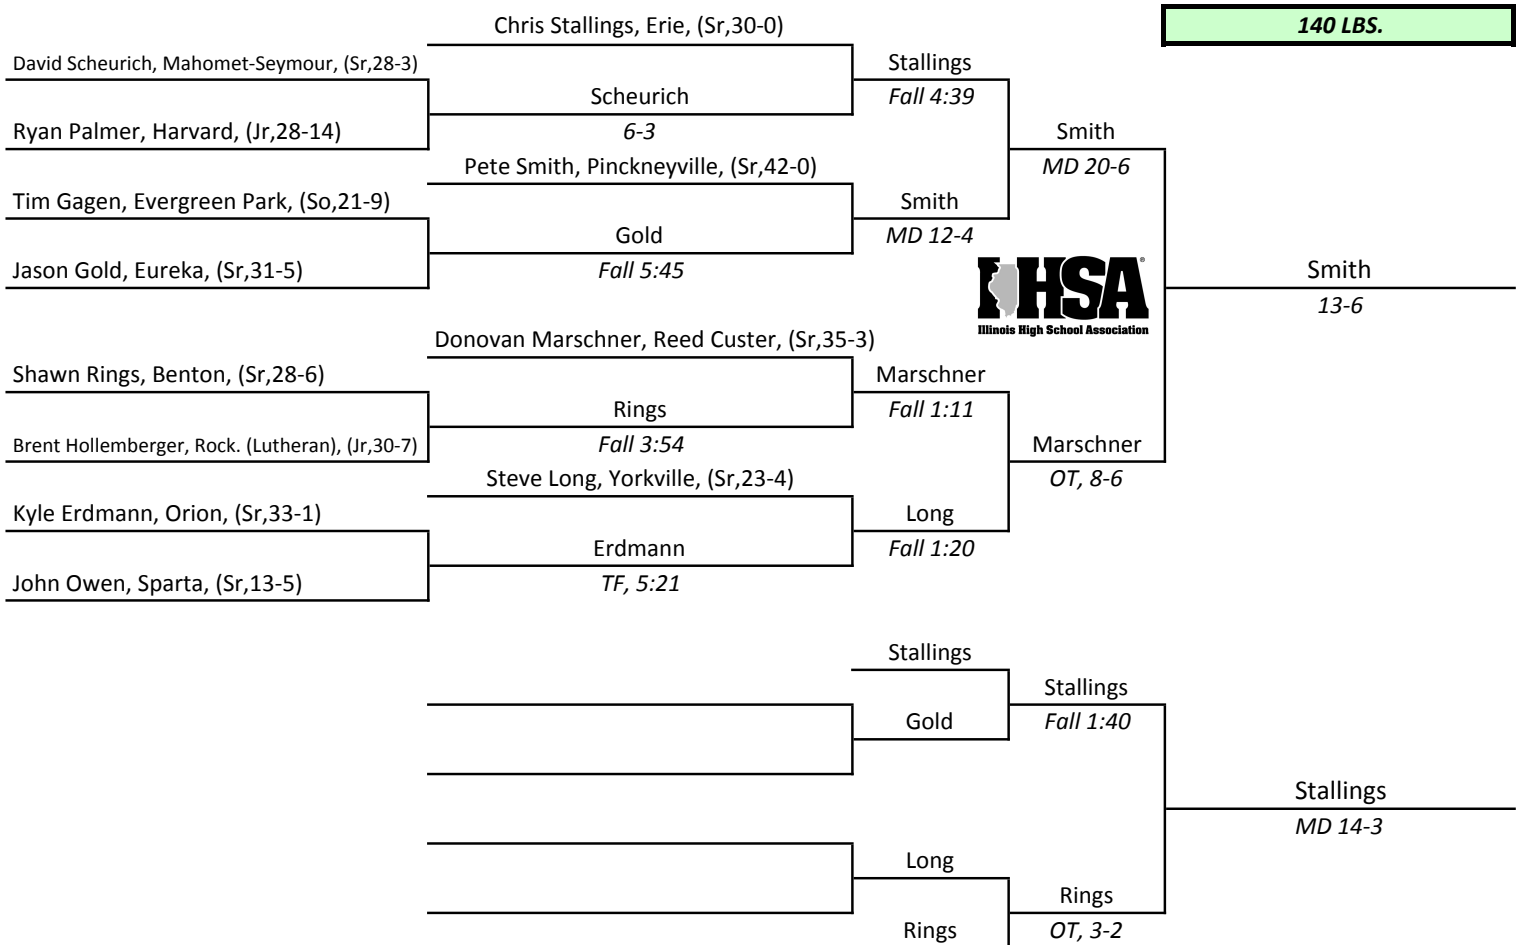 Chris Stallings, Erie, (Sr,30-0)
140 LBS.
David Scheurich, Mahomet-Seymour, (Sr,28-3)
Stallings
Scheurich
Fall 4:39
Ryan Palmer, Harvard, (Jr,28-14)
6-3
Smith
Pete Smith, Pinckneyville, (Sr,42-0)
MD 20-6
Tim Gagen, Evergreen Park, (So,21-9)
Smith
Gold
MD 12-4
Jason Gold, Eureka, (Sr,31-5)
Fall 5:45
IHSA®
Illinois High School Association
Smith
13-6
Donovan Marschner, Reed Custer, (Sr,35-3)
Shawn Rings, Benton, (Sr,28-6)
Marschner
Rings
Fall 1:11
Brent Hollemberger, Rock. (Lutheran), (Jr,30-7)
Fall 3:54
Marschner
Steve Long, Yorkville, (Sr,23-4)
OT, 8-6
Kyle Erdmann, Orion, (Sr,33-1)
Long
Erdmann
Fall 1:20
John Owen, Sparta, (Sr,13-5)
TF, 5:21
Stallings
Stallings
Gold
Fall 1:40
Stallings
MD 14-3
Long
Rings
Rings
OT, 3-2